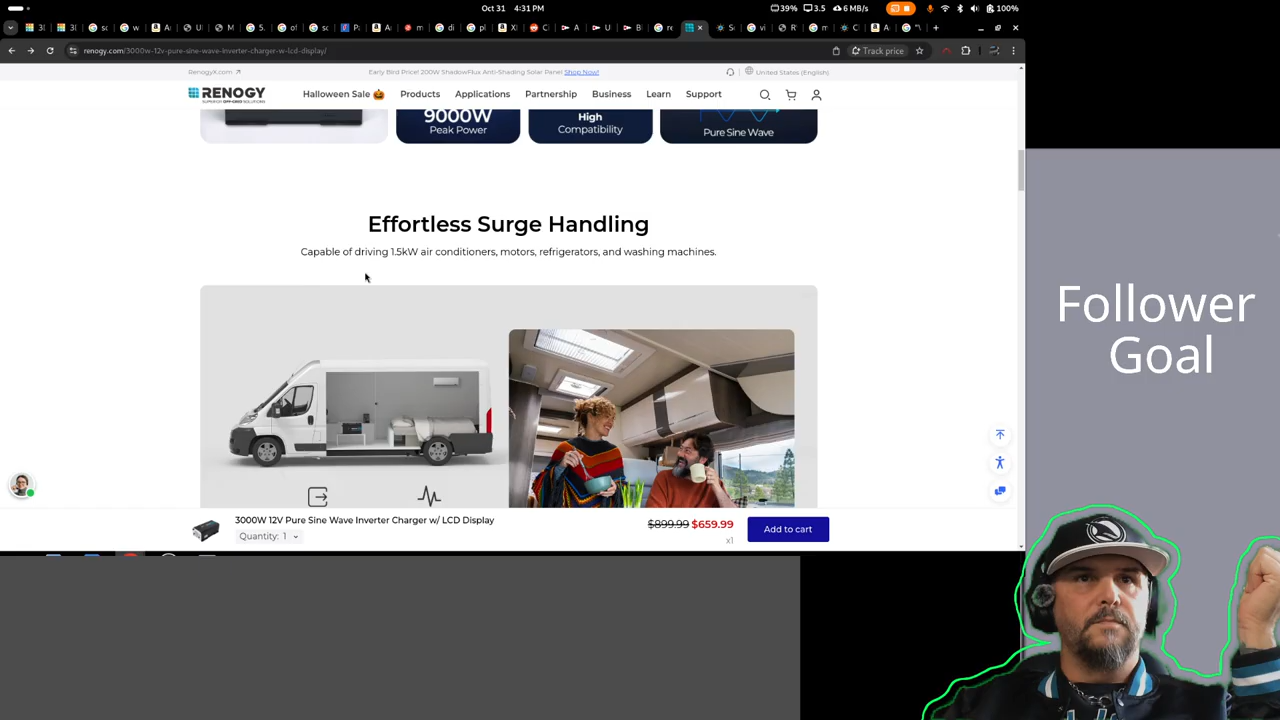 Oct 31 4:31 PM
39% 3.5 6 MB/s 100%
renogy.com/3000w-12v-pure-sine-wave-inverter-charger-w-lcd-display/
Track price
RenogyX.com
Early Bird Price! 200W ShadowFlux Anti-Shading Solar Panel Shop Now!
United States (English)
RENOGY
Halloween Sale Products Applications Partnership Business Learn Support
9000W
Peak Power
High
Compatibility
Pure Sine Wave
Effortless Surge Handling
Capable of driving 1.5kW air conditioners, motors, refrigerators, and washing machines.
3000W 12V Pure Sine Wave Inverter Charger w/ LCD Display
Quantity: 1
$899.99 $659.99
x1
Add to cart
Follower
Goal